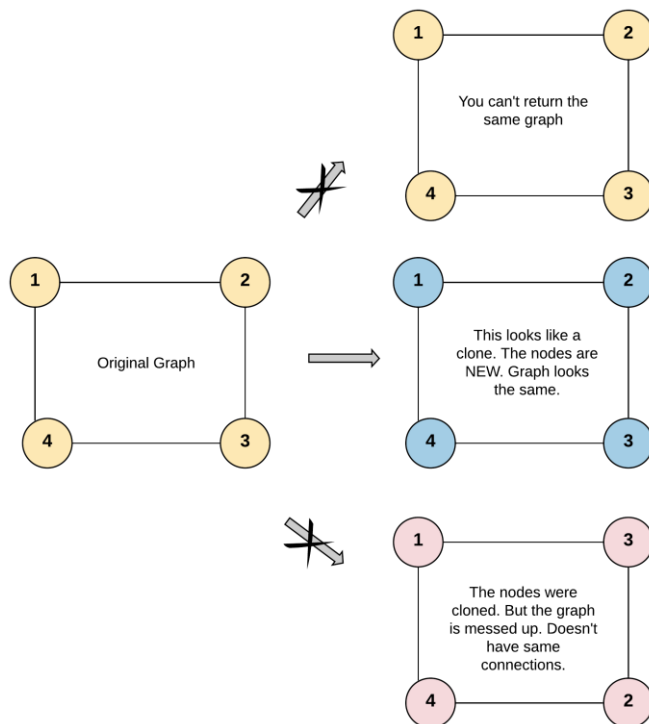 1
2
You can't return the
same graph
4
3
1
2
Original Graph
4
3
1
2
This looks like a
clone. The nodes are
NEW. Graph looks
the same.
4
3
1
3
The nodes were
cloned. But the graph
is messed up. Doesn't
have same
connections.
4
2